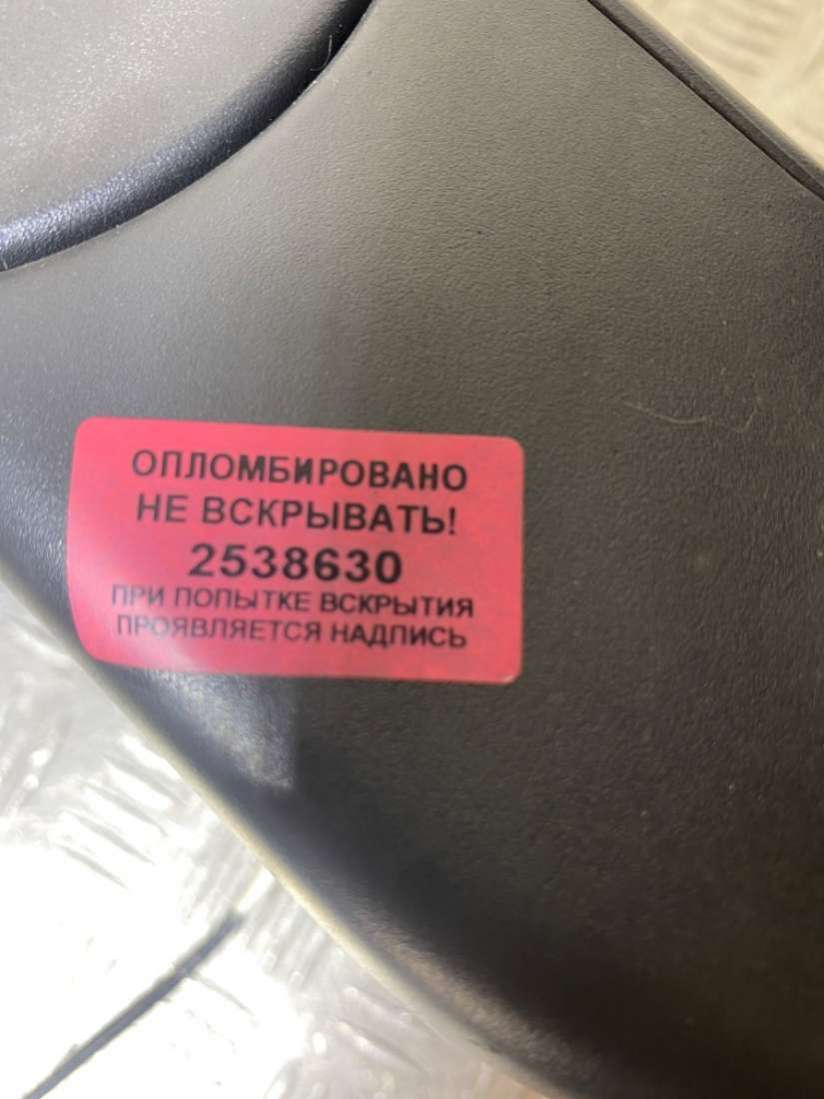 ОПЛОМБИРОВАНО
НЕ ВСКРЫВАТЬ!
2538630
ПРИ ПОПЫТКЕ ВСКРЫТИЯ
ПРОЯВЛЯЕТСЯ НАДПИСЬ